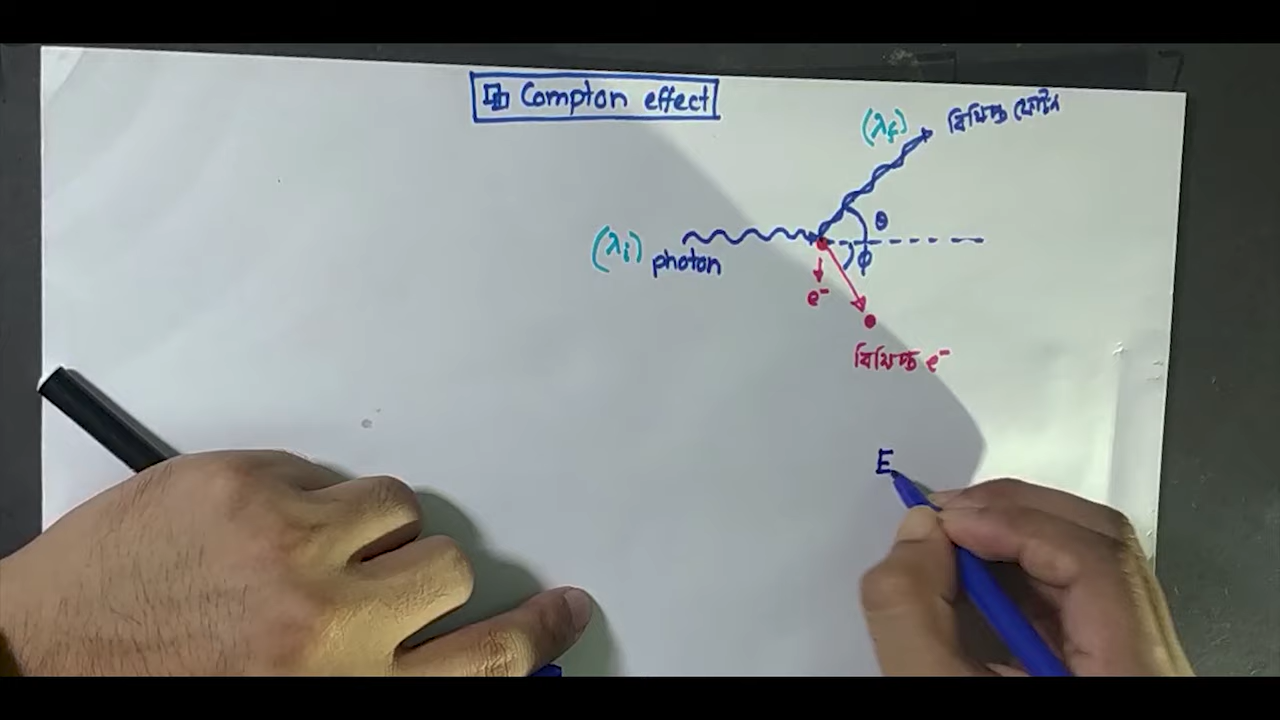 Compton effect
(λf) বিক্ষিপ্ত ফোটন
θ
(λi) photon
φ
e⁻
বিক্ষিপ্ত e⁻
E